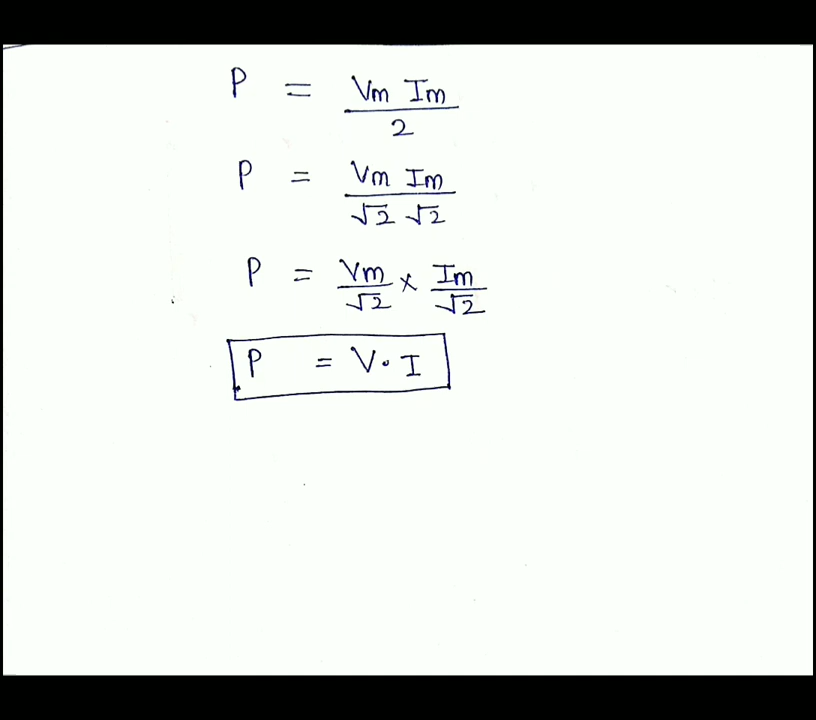 P = Vm Im / 2
P = Vm Im / √2 √2
P = Vm/√2 × Im/√2
P = V·I